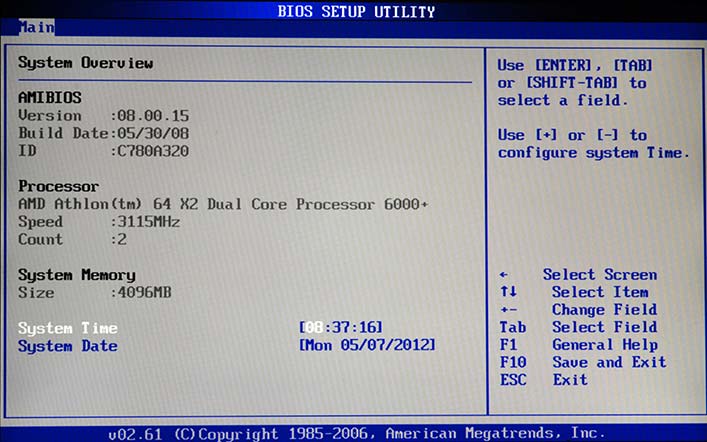 BIOS SETUP UTILITY
Main
System Overview
AMIBIOS
Version :08.00.15
Build Date:05/30/08
ID :C780A320
Processor
AMD Athlon(tm) 64 X2 Dual Core Processor 6000+
Speed :3115MHz
Count :2
System Memory
Size :4096MB
System Time [08:37:16]
System Date [Mon 05/07/2012]
Use [ENTER], [TAB]
or [SHIFT-TAB] to
select a field.
Use [+] or [-] to
configure system Time.
← Select Screen
↑↓ Select Item
+- Change Field
Tab Select Field
F1 General Help
F10 Save and Exit
ESC Exit
v02.61 (C)Copyright 1985-2006, American Megatrends, Inc.